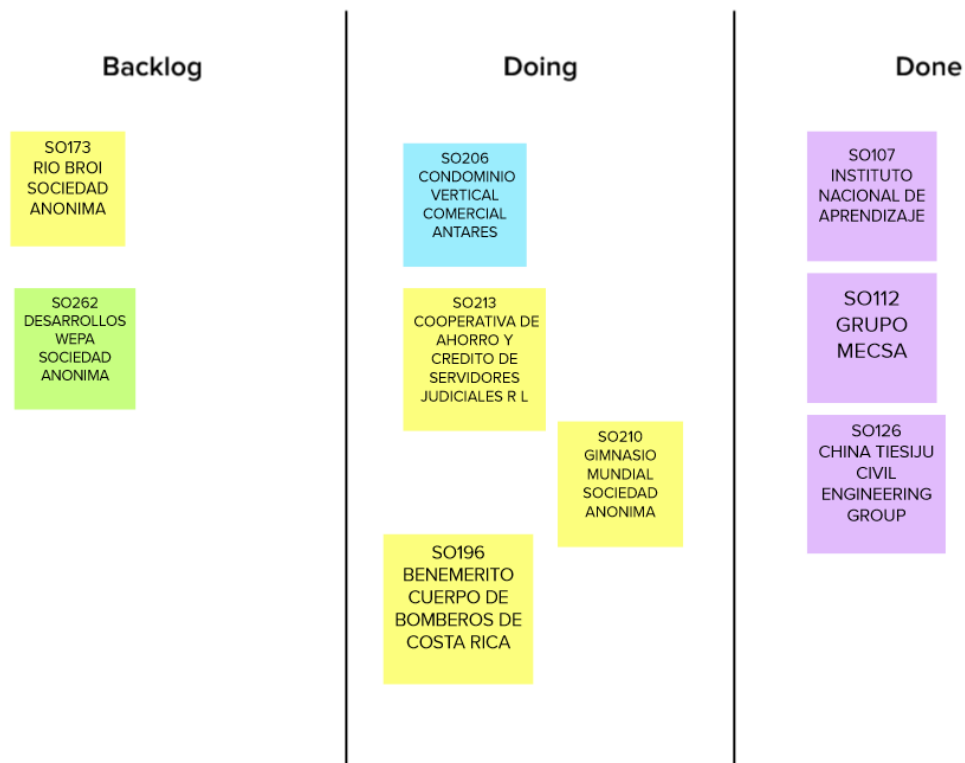 Backlog
SO173
RIO BROI
SOCIEDAD
ANONIMA
SO262
DESARROLLOS
WEPA
SOCIEDAD
ANONIMA
Doing
SO206
CONDOMINIO
VERTICAL
COMERCIAL
ANTARES
SO213
COOPERATIVA DE
AHORRO Y
CREDITO DE
SERVIDORES
JUDICIALES R L
SO210
GIMNASIO
MUNDIAL
SOCIEDAD
ANONIMA
SO196
BENEMERITO
CUERPO DE
BOMBEROS DE
COSTA RICA
Done
SO107
INSTITUTO
NACIONAL DE
APRENDIZAJE
SO112
GRUPO
MECSA
SO126
CHINA TIESIJU
CIVIL
ENGINEERING
GROUP